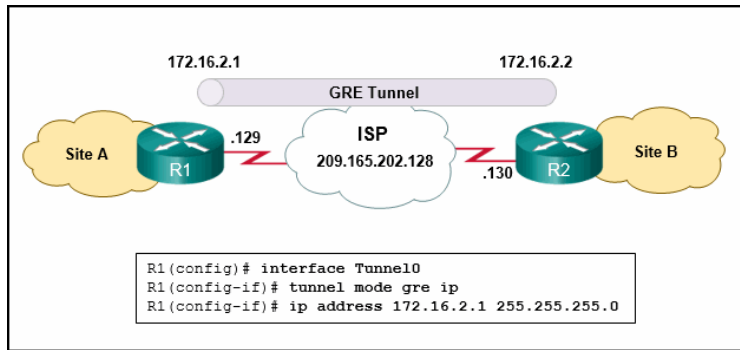 172.16.2.1 172.16.2.2
GRE Tunnel
Site A
R1
.129
ISP
209.165.202.128
.130
R2
Site B
R1(config)# interface Tunnel0
R1(config-if)# tunnel mode gre ip
R1(config-if)# ip address 172.16.2.1 255.255.255.0